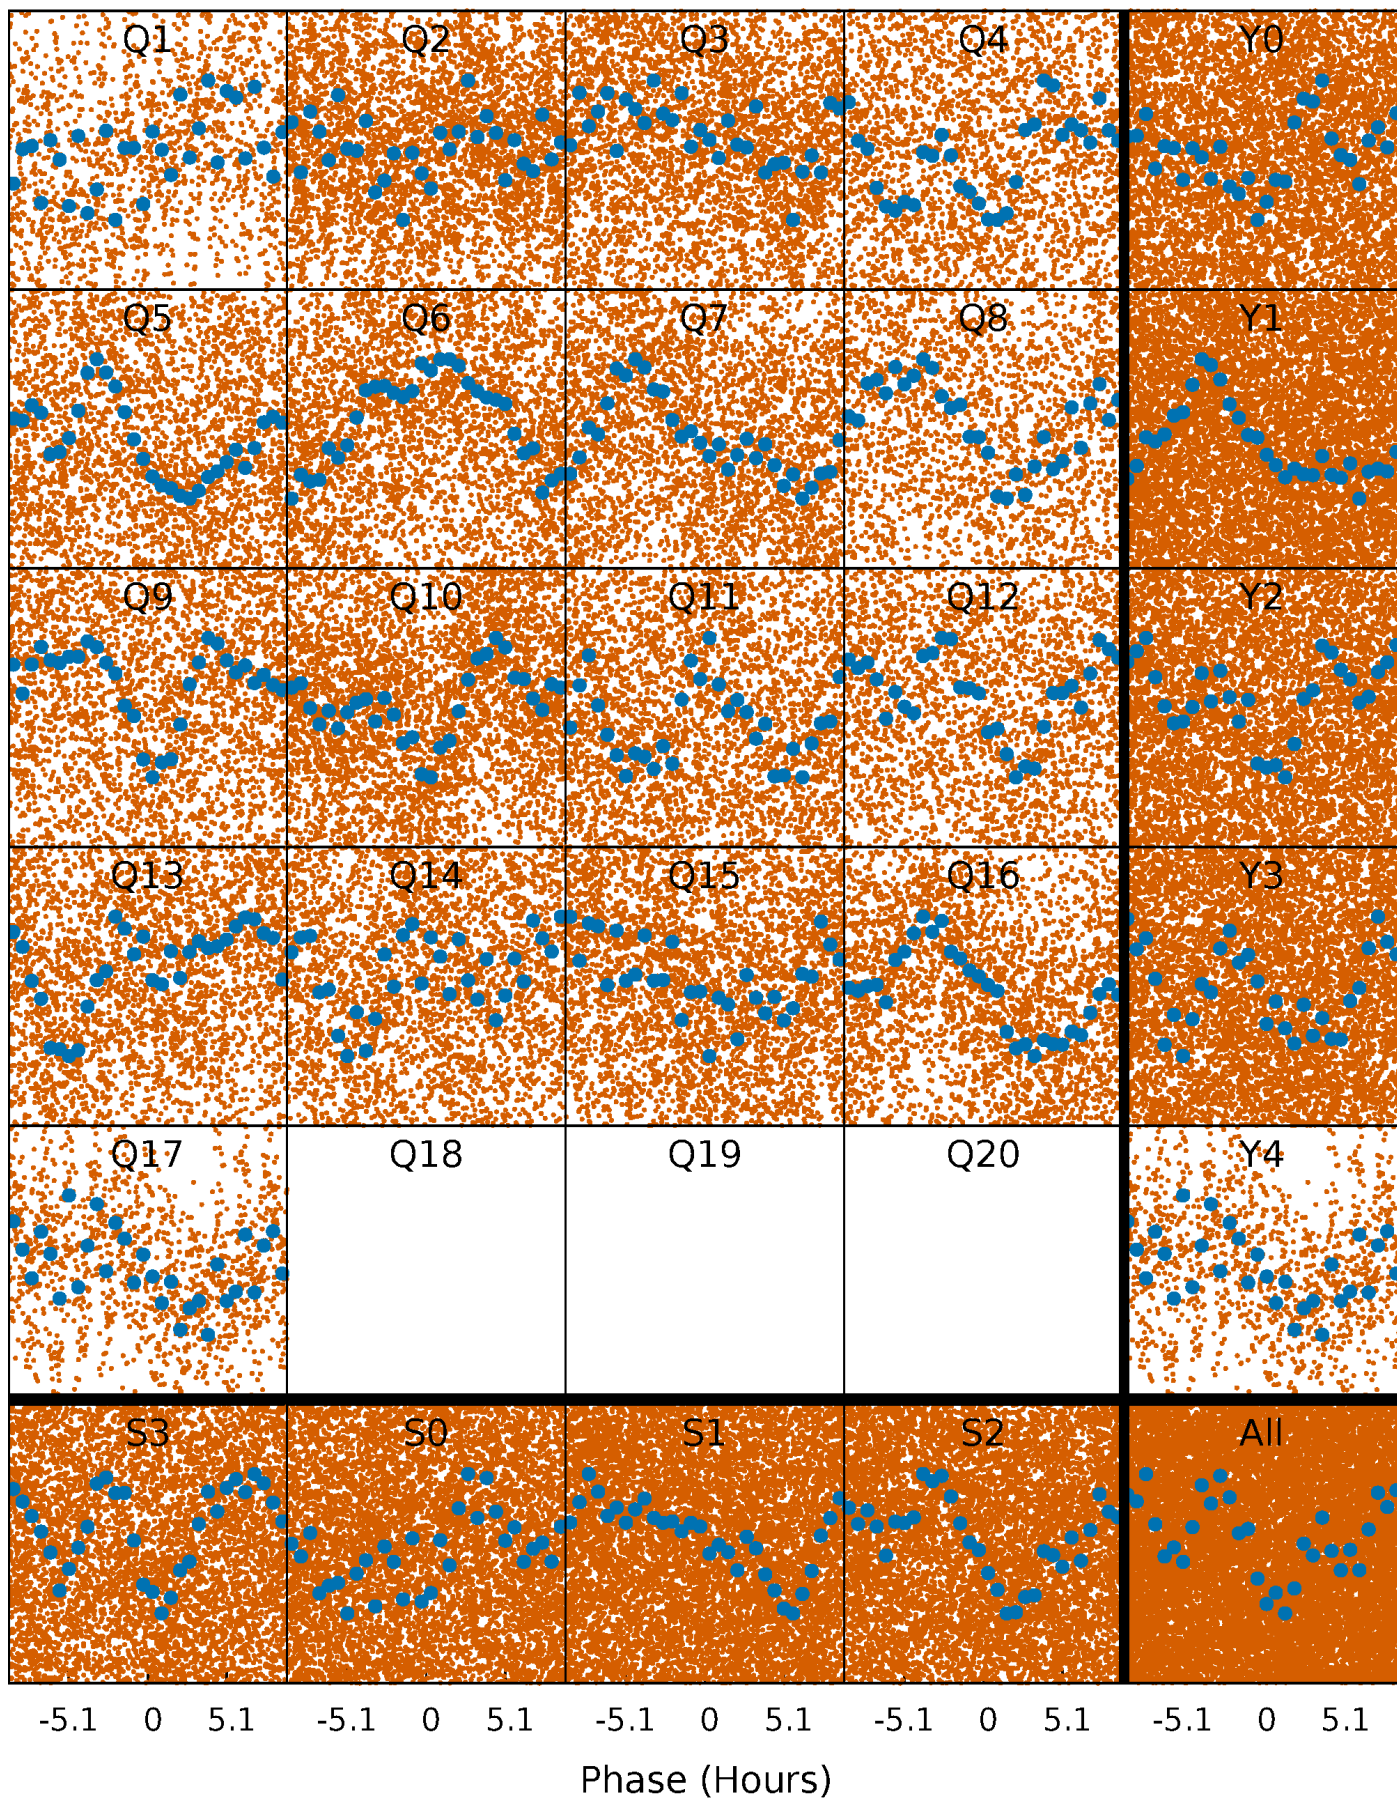 Q1 Q2 Q3 Q4 Y0
Q5 Q6 Q7 Q8 Y1
Q9 Q10 Q11 Q12 Y2
Q13 Q14 Q15 Q16 Y3
Q17 Q18 Q19 Q20 Y4
S3 S0 S1 S2 All
-5.1 0 5.1 -5.1 0 5.1 -5.1 0 5.1 -5.1 0 5.1 -5.1 0 5.1
Phase (Hours)